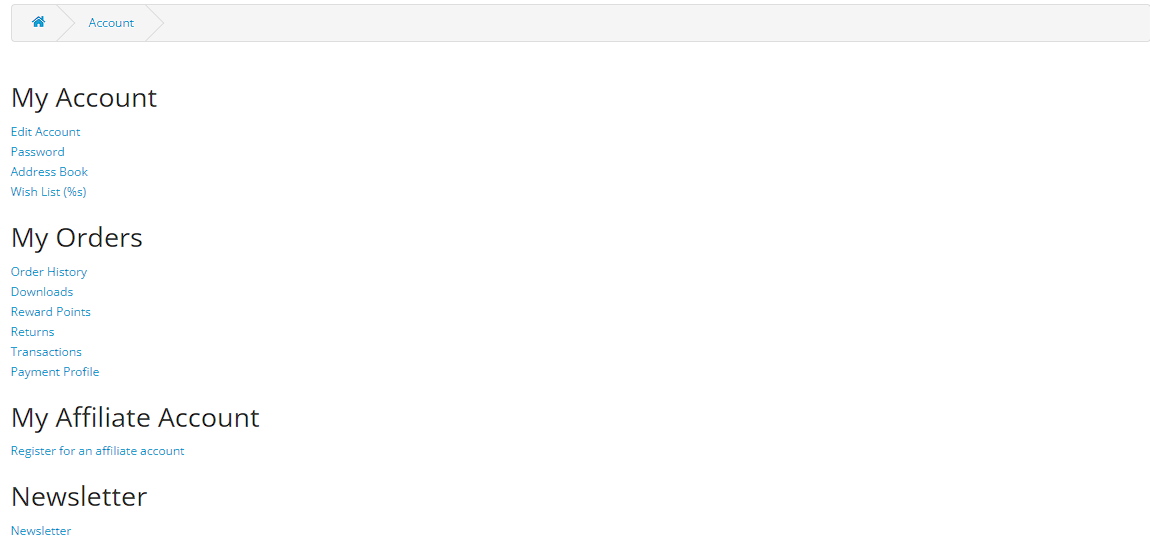 Account
My Account
Edit Account
Password
Address Book
Wish List (%s)
My Orders
Order History
Downloads
Reward Points
Returns
Transactions
Payment Profile
My Affiliate Account
Register for an affiliate account
Newsletter
Newsletter